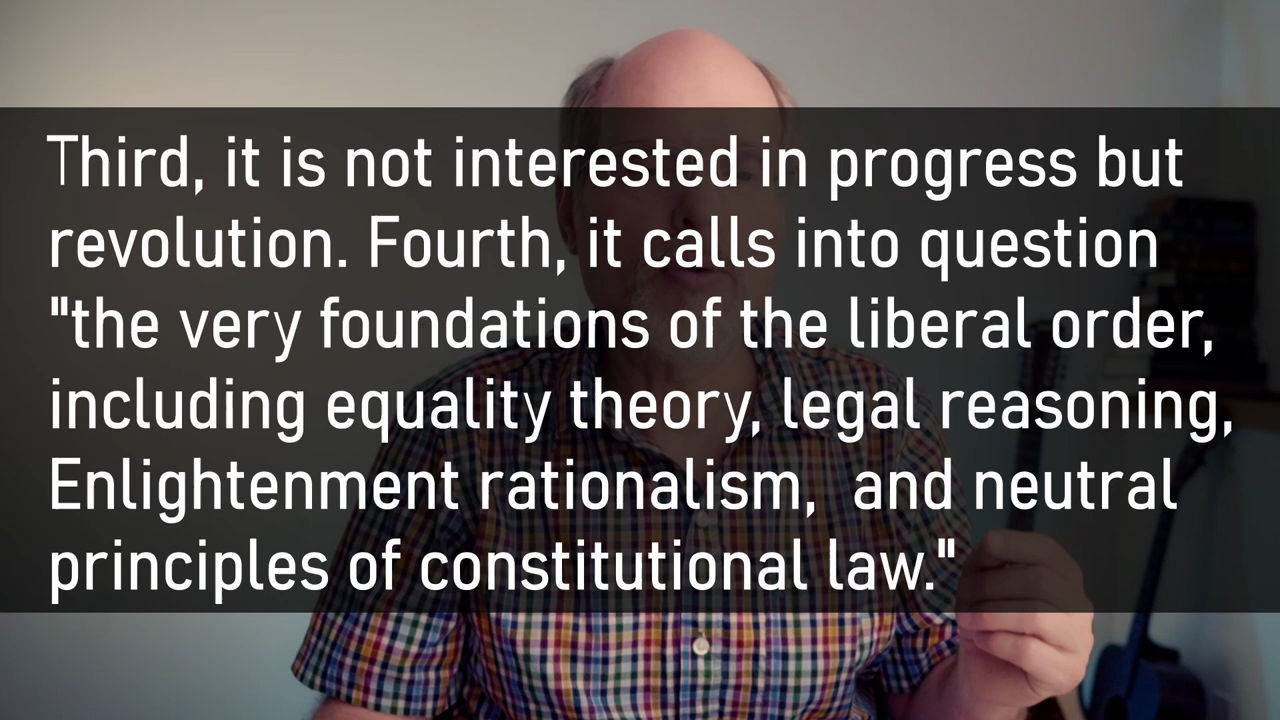 Third, it is not interested in progress but
revolution. Fourth, it calls into question
"the very foundations of the liberal order,
including equality theory, legal reasoning,
Enlightenment rationalism,  and neutral
principles of constitutional law."